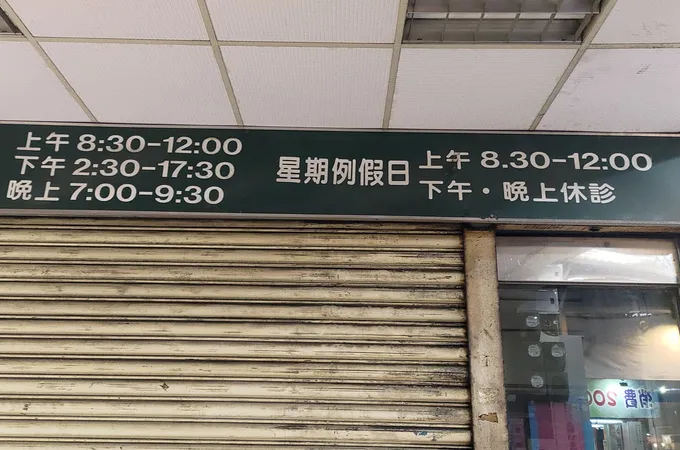 上午 8:30-12:00
下午 2:30-17:30
晚上 7:00-9:30
星期例假日
上午 8.30-12:00
下午·晚上休診